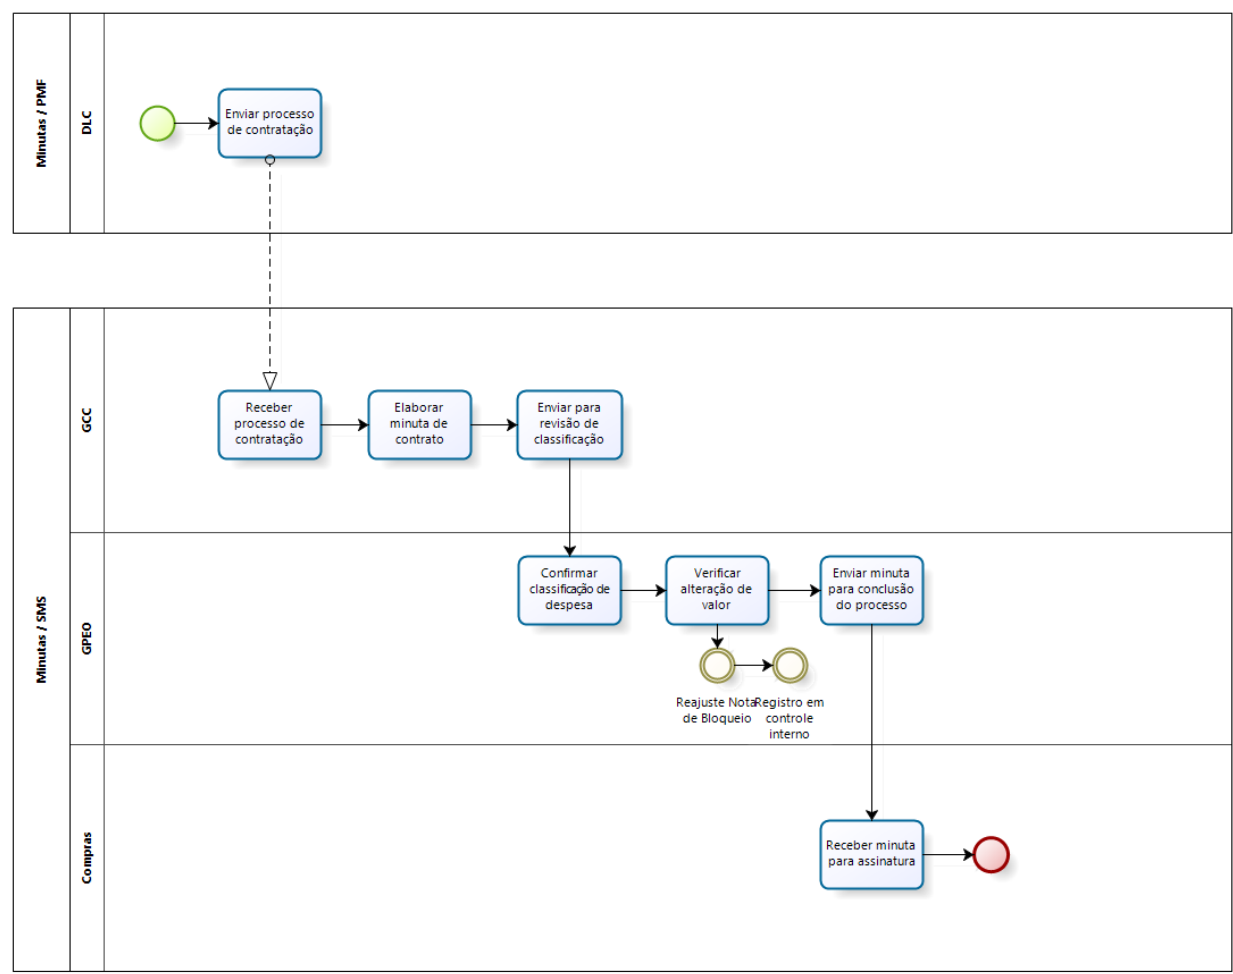 Minutas / PMF
DLC
Enviar processo
de contratação
Minutas / SMS
GCC
Receber
processo de
contratação
Elaborar
minuta de
contrato
Enviar para
revisão de
classificação
GPEO
Confirmar
classificação de
despesa
Verificar
alteração de
valor
Enviar minuta
para conclusão
do processo
Reajuste Nota
de Bloqueio
Registro em
controle
interno
Compras
Receber minuta
para assinatura